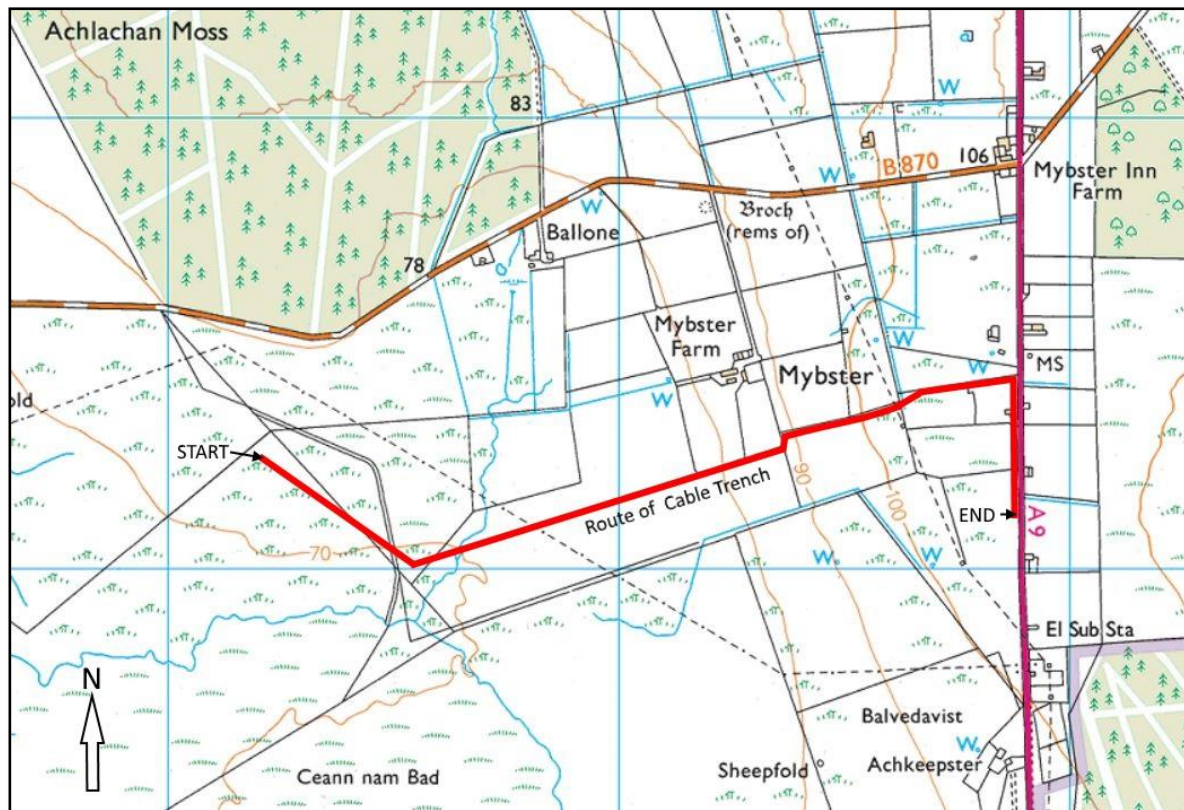 Achlachan Moss
83
W
W
B 870
106
Mybster Inn
Farm
W
Ballone
Broch
(rems of)
78
Mybster
Farm
Mybster
W
W
MS
old
W
START
90
Route of Cable Trench
100
END
A 9
70
W
W
El Sub Sta
N
Balvedavist
W
Achkeepster
Sheepfold
Ceann nam Bad